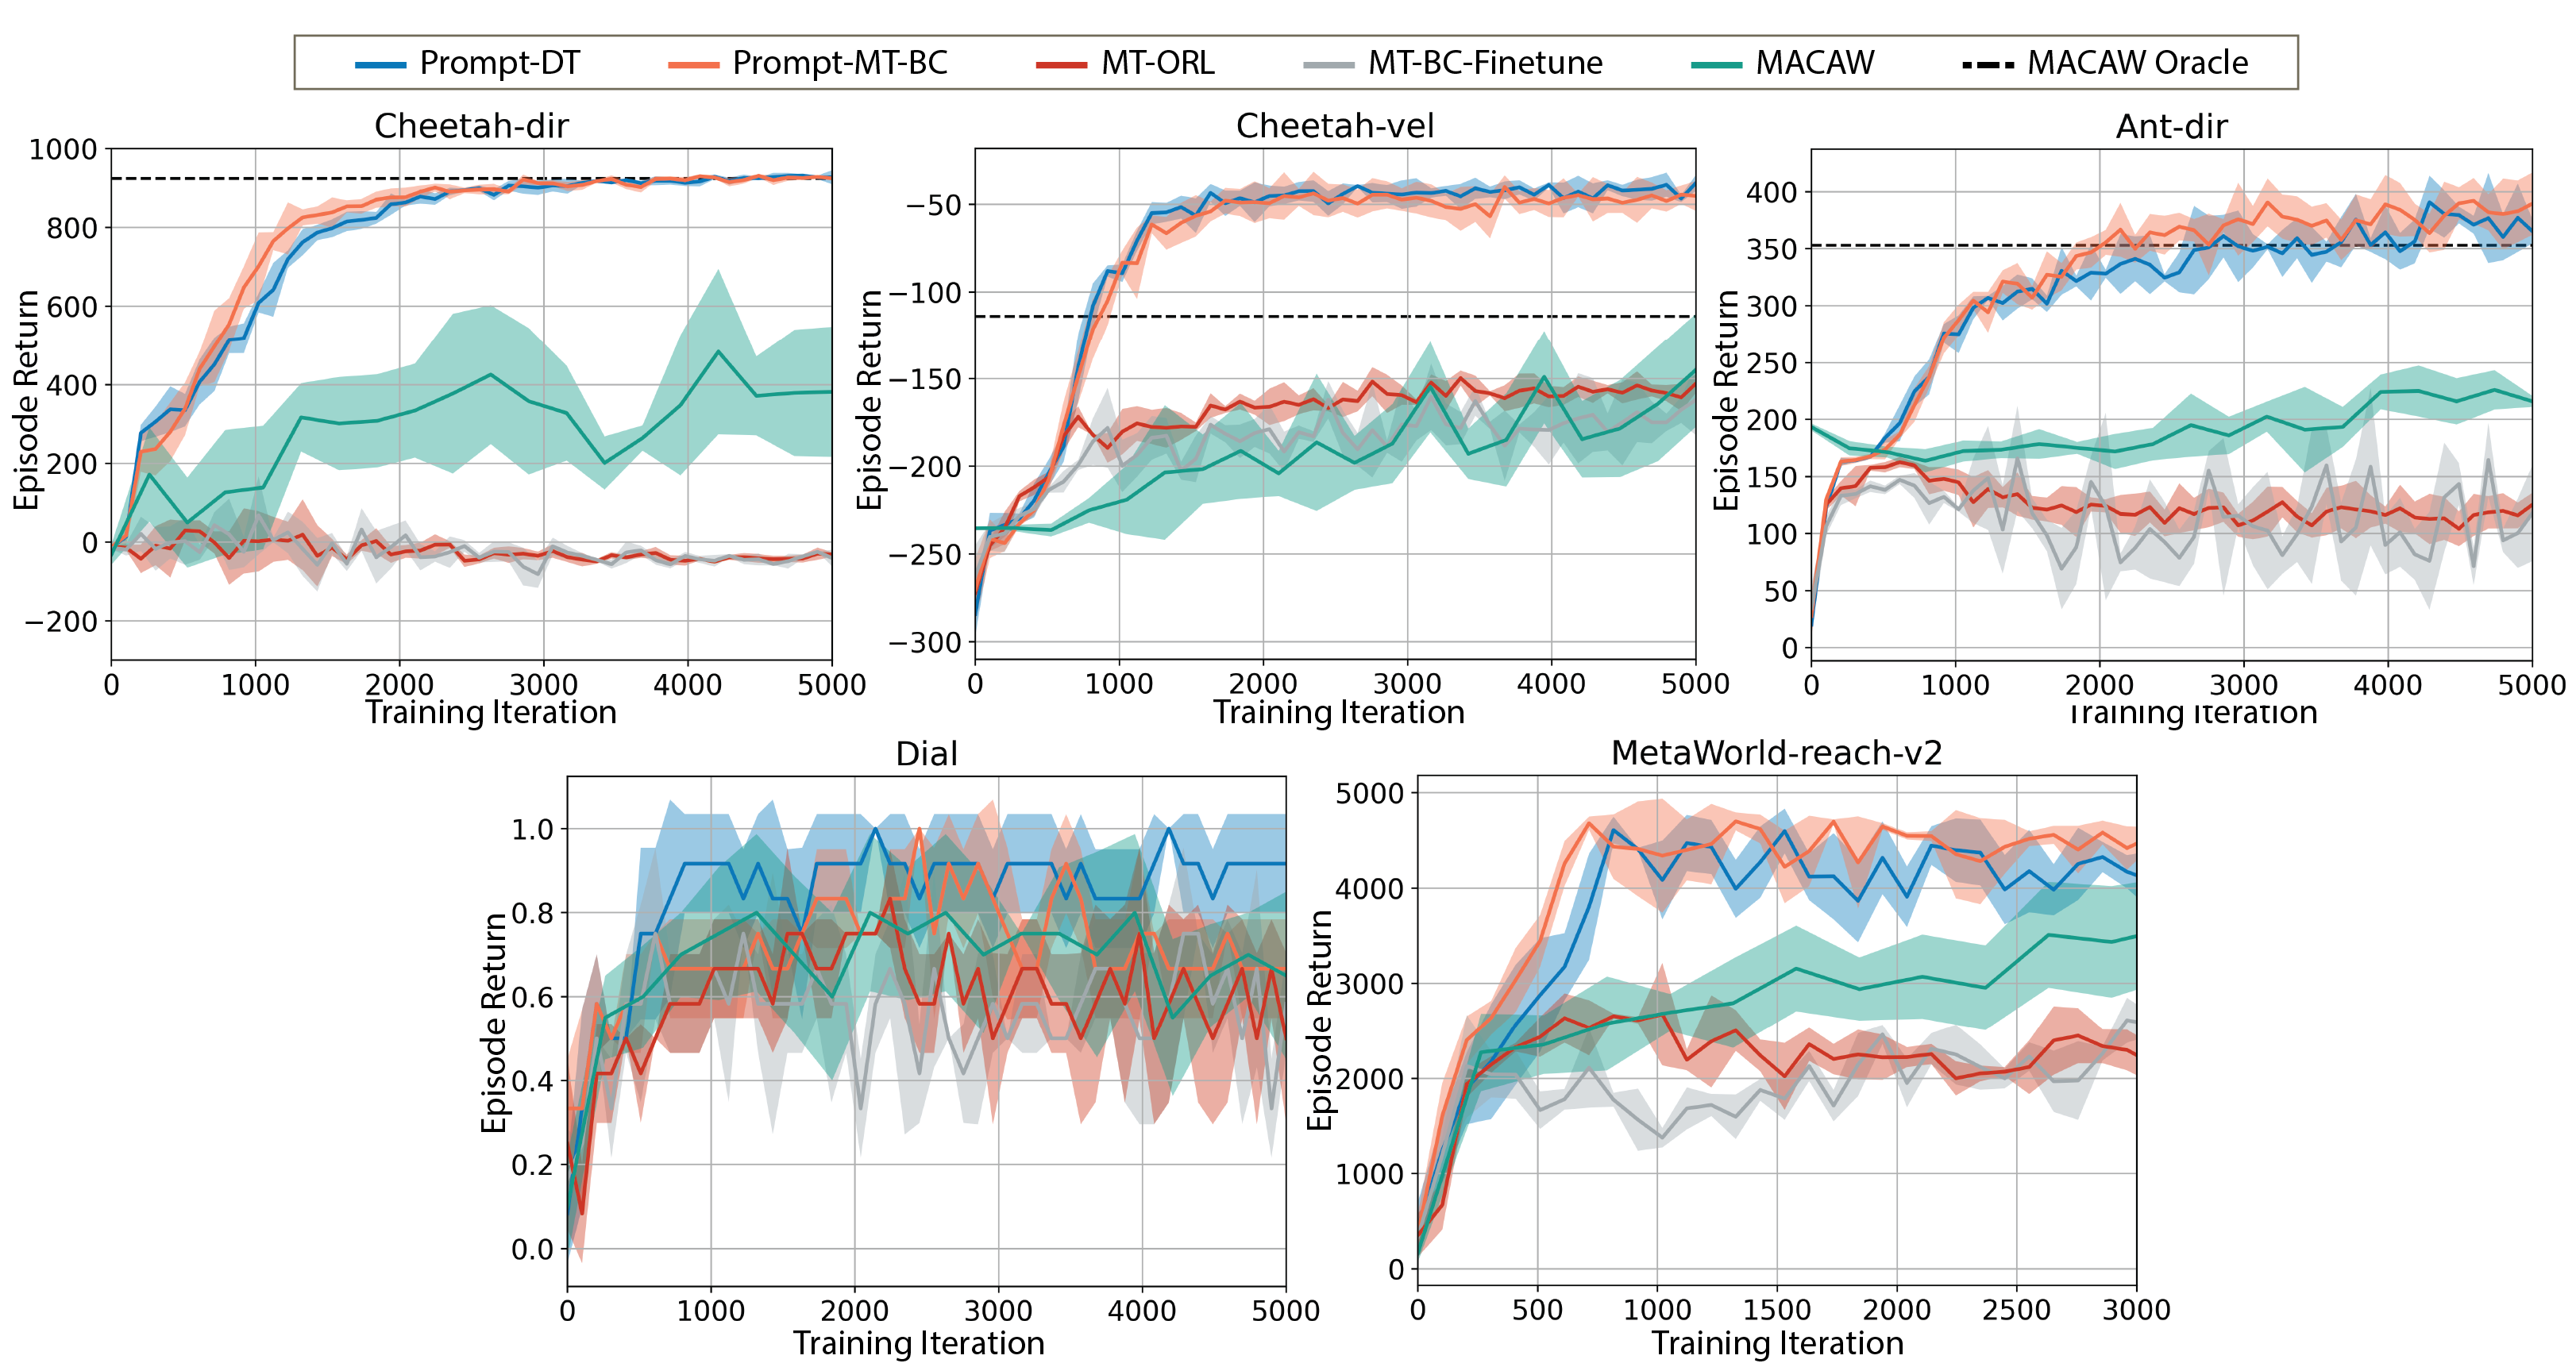 Prompt-DT Prompt-MT-BC MT-ORL MT-BC-Finetune MACAW MACAW Oracle
Cheetah-dir Cheetah-vel Ant-dir
Episode Return
1000
800
600
400
200
0
−200
0 1000 2000 3000 4000 5000
Training Iteration
Episode Return
−50
−100
−150
−200
−250
−300
0 1000 2000 3000 4000 5000
Training Iteration
Episode Return
400
350
300
250
200
150
100
50
0
0 1000 2000 3000 4000 5000
Training Iteration
Dial
Episode Return
1.0
0.8
0.6
0.4
0.2
0.0
0 1000 2000 3000 4000 5000
Training Iteration
MetaWorld-reach-v2
Episode Return
5000
4000
3000
2000
1000
0
0 500 1000 1500 2000 2500 3000
Training Iteration